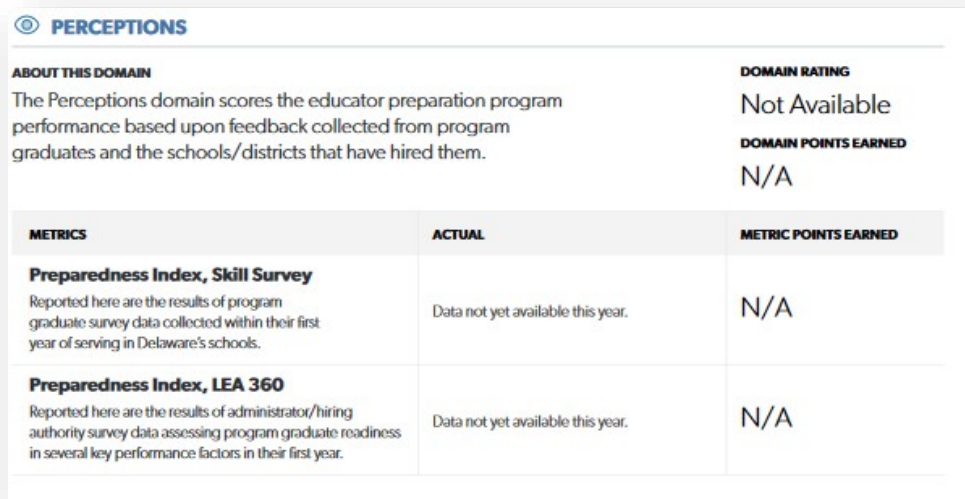 PERCEPTIONS
ABOUT THIS DOMAIN
The Perceptions domain scores the educator preparation program
performance based upon feedback collected from program
graduates and the schools/districts that have hired them.
DOMAIN RATING
Not Available
DOMAIN POINTS EARNED
N/A
METRICS
ACTUAL
METRIC POINTS EARNED
Preparedness Index, Skill Survey
Reported here are the results of program
graduate survey data collected within their first
year of serving in Delaware's schools.
Data not yet available this year.
N/A
Preparedness Index, LEA 360
Reported here are the results of administrator/hiring
authority survey data assessing program graduate readiness
in several key performance factors in their first year.
Data not yet available this year.
N/A